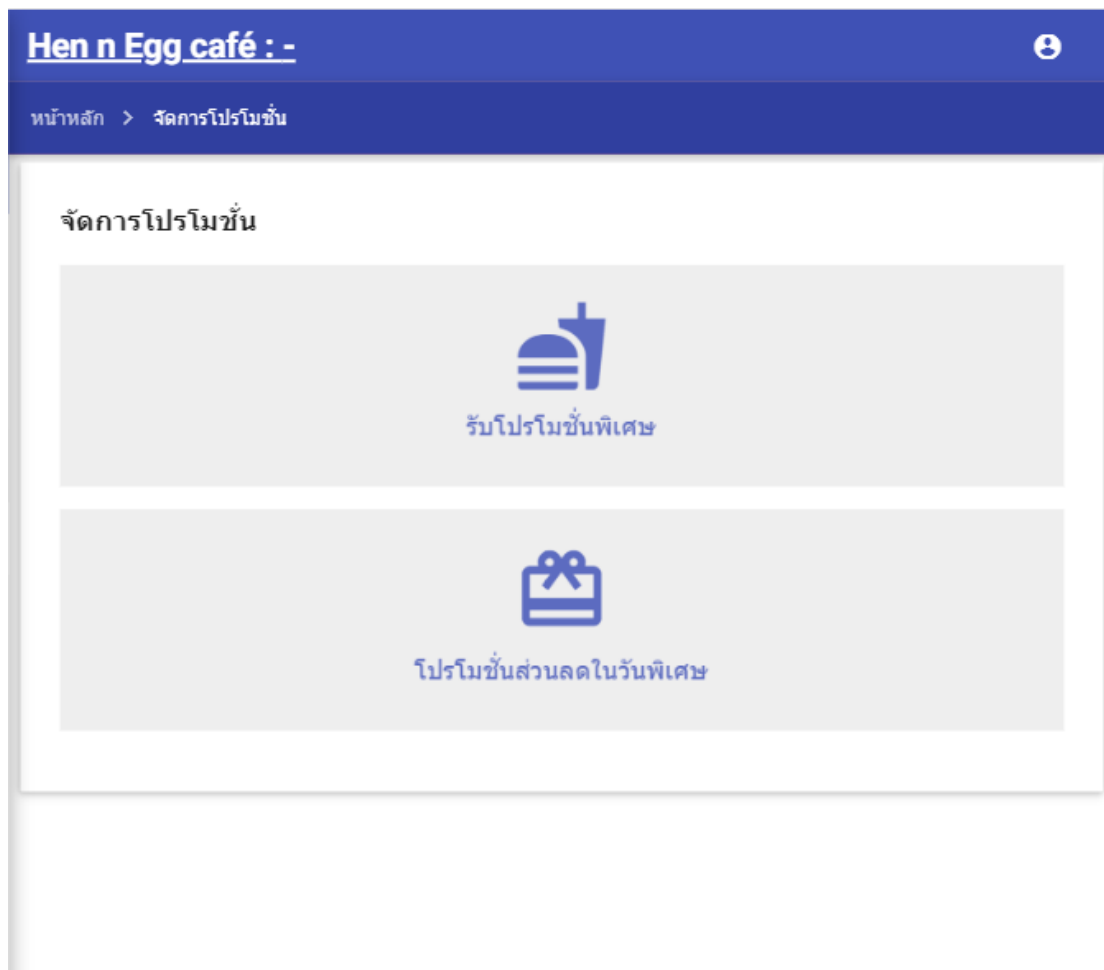 Hen n Egg café : -
หน้าหลัก > จัดการโปรโมชั่น
จัดการโปรโมชั่น
รับโปรโมชั่นพิเศษ
โปรโมชั่นส่วนลดในวันพิเศษ